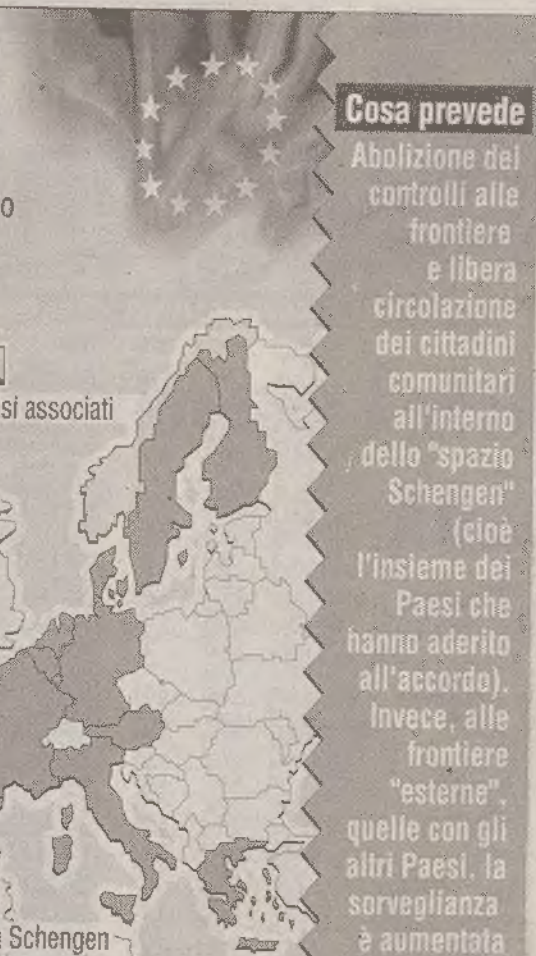 Cosa prevede
Abolizione dei
controlli alle
frontiere
e libera
circolazione
dei cittadini
comunitari
all'interno
dello "spazio
Schengen"
(cioè
l'insieme dei
Paesi che
hanno aderito
all'accordo).
Invece, alle
frontiere
"esterne",
quelle con gli
altri Paesi, la
sorveglianza
è aumentata
o
si associati
Schengen